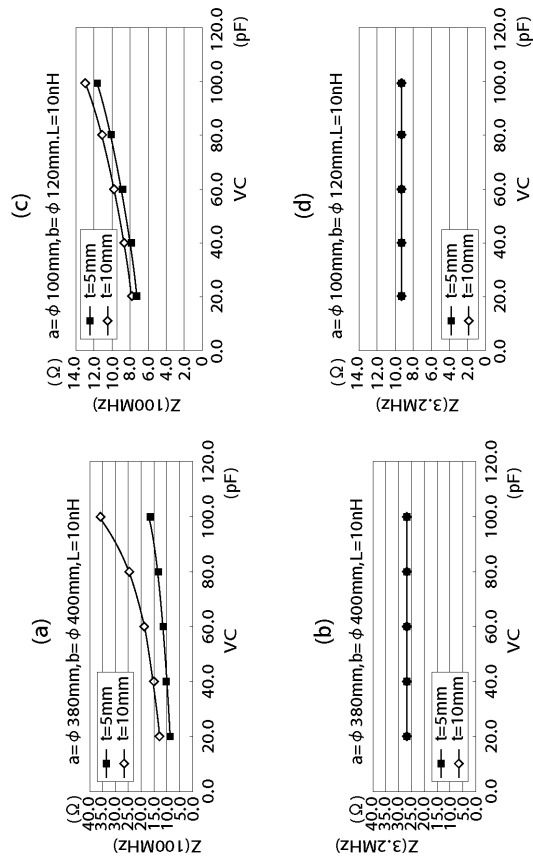 (a)
a=ϕ380mm,b=ϕ400mm,L=10nH
(Ω)
40.0
35.0
30.0
25.0
20.0
15.0
10.0
5.0
0
Z(100MHz)
t=5mm
t=10mm
0.0 20.0 40.0 60.0 80.0 100.0 120.0
VC
(pF)
(b)
a=ϕ380mm,b=ϕ400mm,L=10nH
(Ω)
40.0
35.0
30.0
25.0
20.0
15.0
10.0
5.0
0
Z(3.2MHz)
t=5mm
t=10mm
0.0 20.0 40.0 60.0 80.0 100.0 120.0
VC
(pF)
(c)
a=ϕ100mm,b=ϕ120mm.L=10nH
(Ω)
14.0
12.0
10.0
8.0
6.0
4.0
2.0
0
Z(100MHz)
t=5mm
t=10mm
0.0 20.0 40.0 60.0 80.0 100.0 120.0
VC
(pF)
(d)
a=ϕ100mm,b=ϕ120mm.L=10nH
(Ω)
14.0
12.0
10.0
8.0
6.0
4.0
2.0
0
Z(3.2MHz)
t=5mm
t=10mm
0.0 20.0 40.0 60.0 80.0 100.0 120.0
VC
(pF)